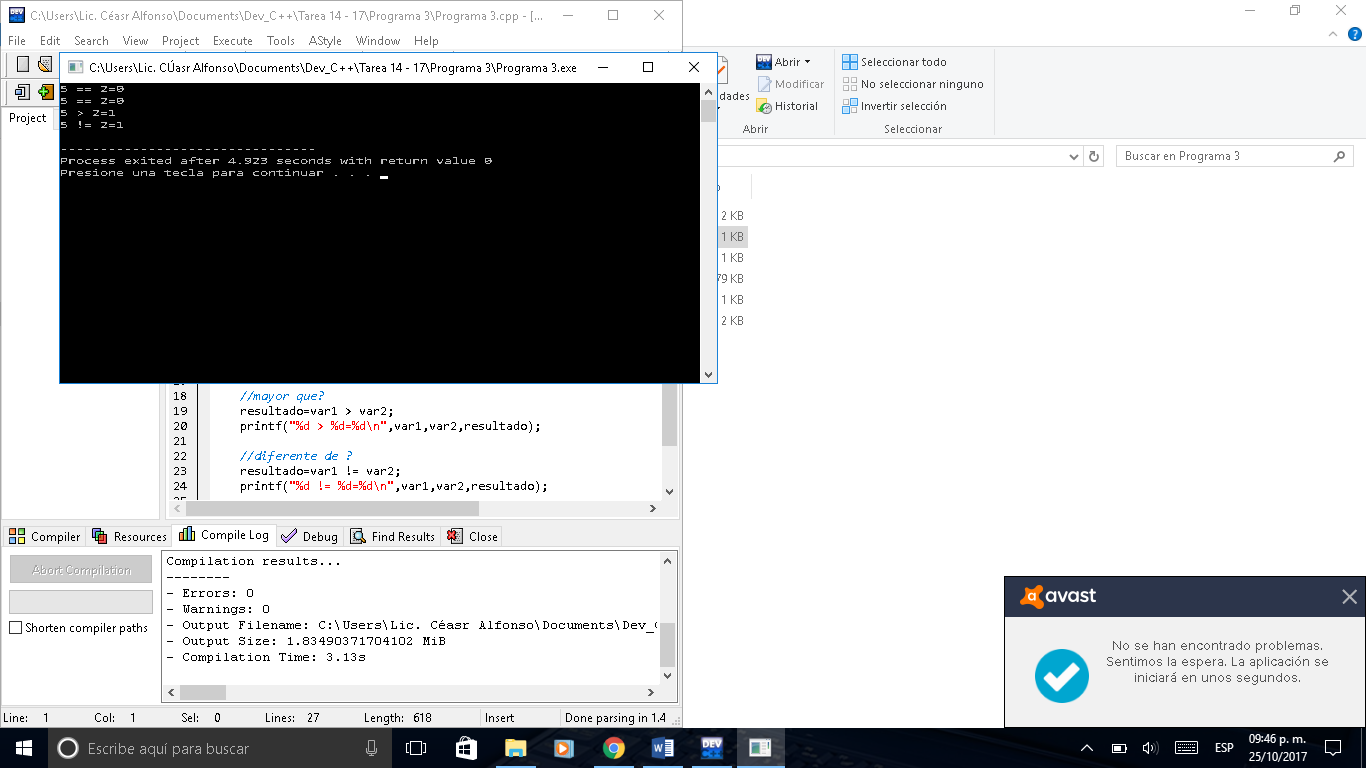 C:\Users\Lic. Céasr Alfonso\Documents\Dev_C++\Tarea 14 - 17\Programa 3\Programa 3.cpp - [...
File Edit Search View Project Execute Tools AStyle Window Help
C:\Users\Lic. CÚasr Alfonso\Documents\Dev_C++\Tarea 14 - 17\Programa 3\Programa 3.exe
5 == 2=0
5 == 2=0
5 > 2=1
5 != 2=1
--------------------------------
Process exited after 4.923 seconds with return value 0
Presione una tecla para continuar . . .
Project
Abrir
Modificar
Historial
dades
Abrir
Seleccionar todo
No seleccionar ninguno
Invertir selección
Seleccionar
Buscar en Programa 3
2 KB
1 KB
1 KB
79 KB
1 KB
2 KB
18 //mayor que?
19 resultado=var1 > var2;
20 printf("%d > %d=%d\n",var1,var2,resultado);
21
22 //diferente de ?
23 resultado=var1 != var2;
24 printf("%d != %d=%d\n",var1,var2,resultado);
Compiler Resources Compile Log Debug Find Results Close
Abort Compilation
Shorten compiler paths
Compilation results...
--------
- Errors: 0
- Warnings: 0
- Output Filename: C:\Users\Lic. Céasr Alfonso\Documents\Dev_C
- Output Size: 1.83490371704102 MiB
- Compilation Time: 3.13s
Line: 1 Col: 1 Sel: 0 Lines: 27 Length: 618 Insert Done parsing in 1.4
avast
No se han encontrado problemas.
Sentimos la espera. La aplicación se
iniciará en unos segundos.
Escribe aquí para buscar
DEV
ESP
09:46 p. m.
25/10/2017